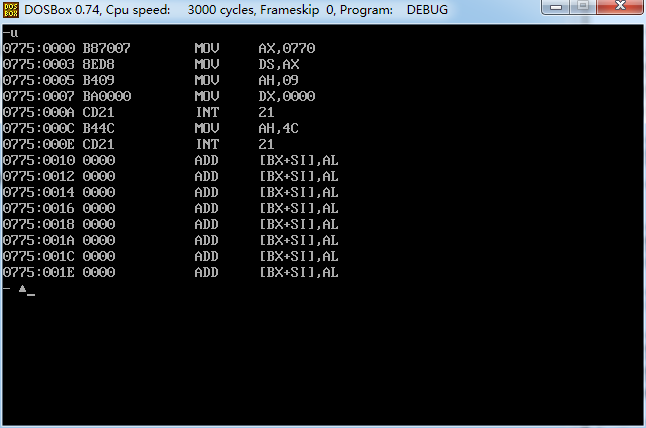 DOS BOX DOSBox 0.74, Cpu speed: 3000 cycles, Frameskip 0, Program: DEBUG
-u
0775:0000 B87007 MOV AX,0770
0775:0003 8ED8 MOV DS,AX
0775:0005 B409 MOV AH,09
0775:0007 BA0000 MOV DX,0000
0775:000A CD21 INT 21
0775:000C B44C MOV AH,4C
0775:000E CD21 INT 21
0775:0010 0000 ADD [BX+SI],AL
0775:0012 0000 ADD [BX+SI],AL
0775:0014 0000 ADD [BX+SI],AL
0775:0016 0000 ADD [BX+SI],AL
0775:0018 0000 ADD [BX+SI],AL
0775:001A 0000 ADD [BX+SI],AL
0775:001C 0000 ADD [BX+SI],AL
0775:001E 0000 ADD [BX+SI],AL
- ▲_